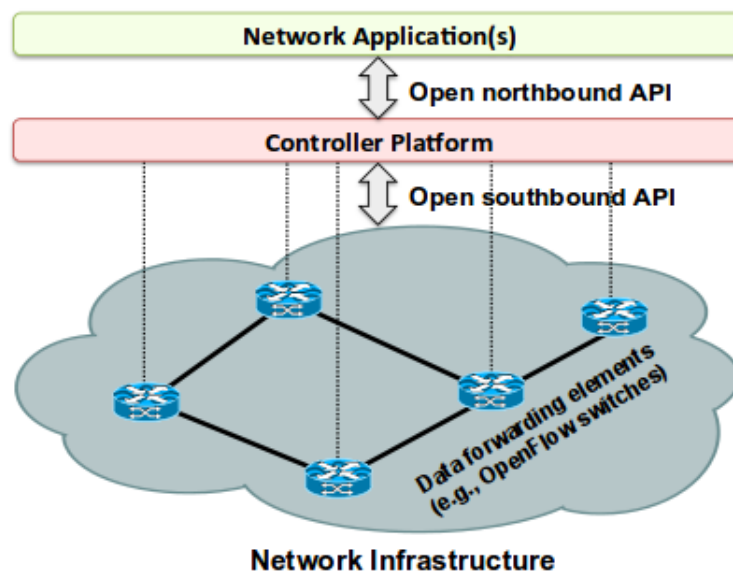 Network Application(s)
Open northbound API
Controller Platform
Open southbound API
Data forwarding elements
(e.g., OpenFlow switches)
Network Infrastructure